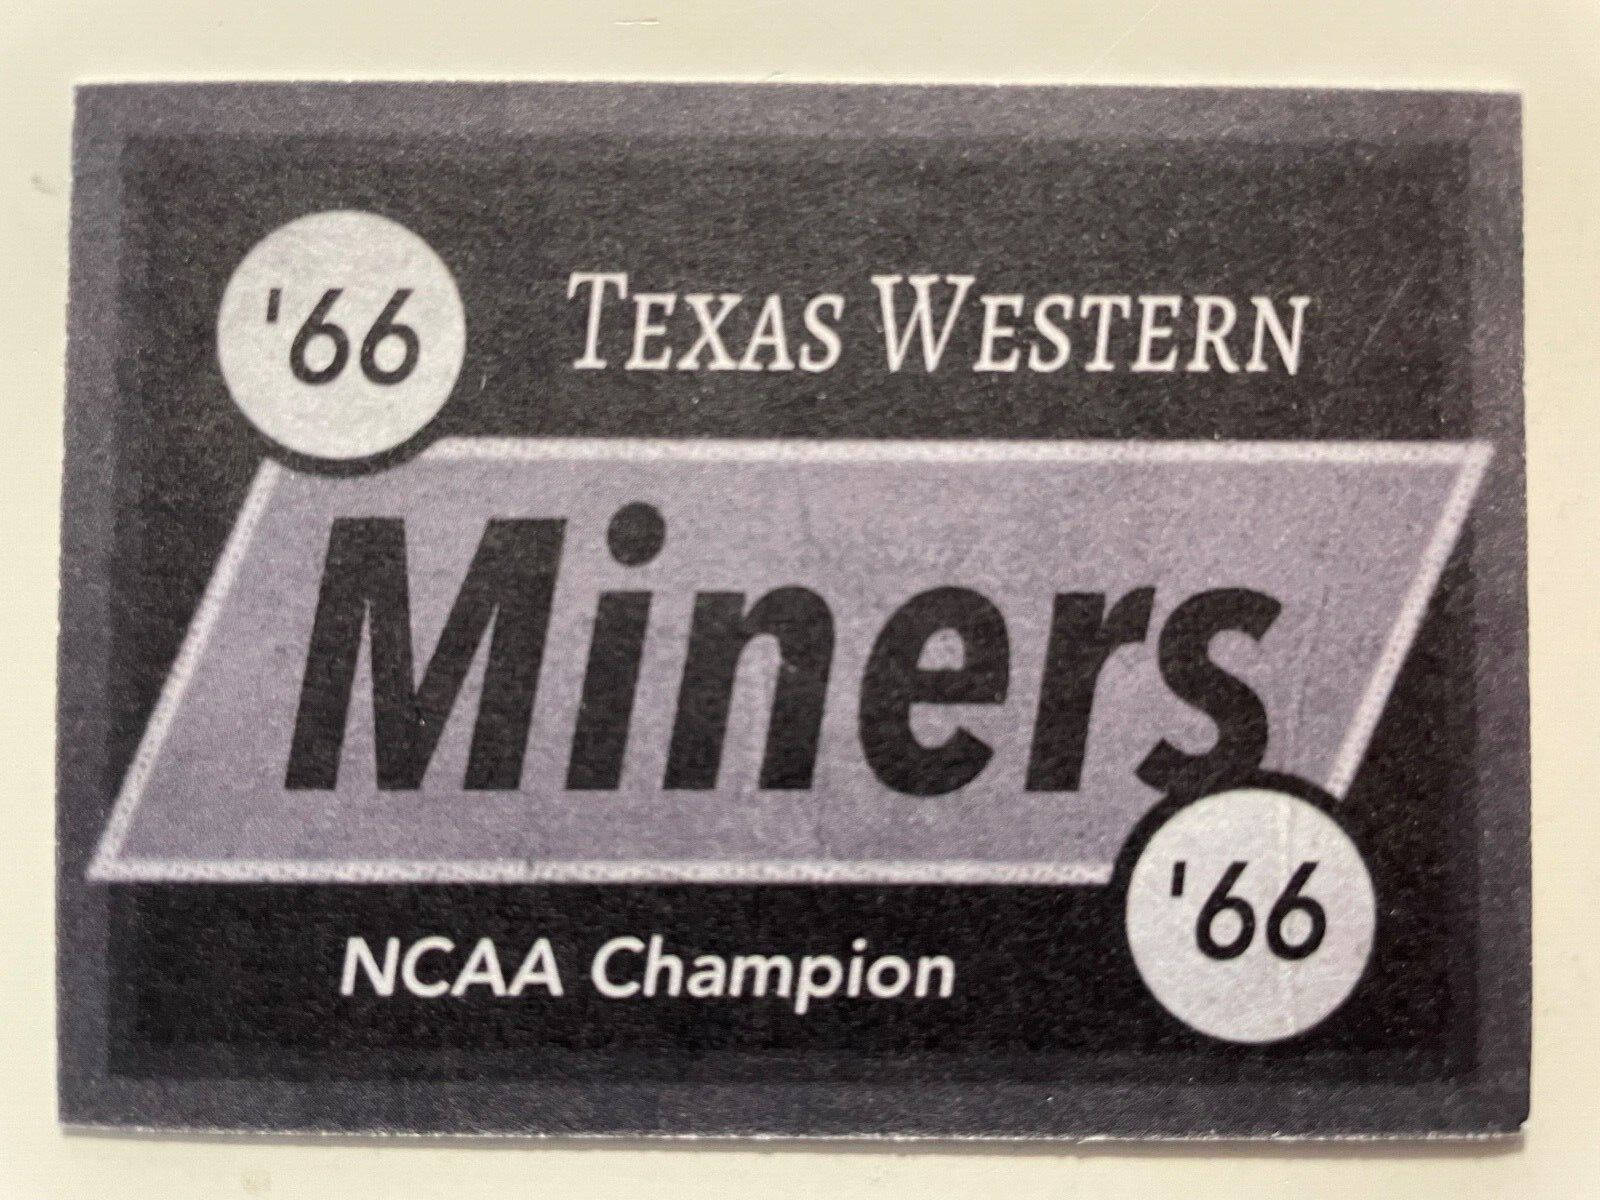 '66
TEXAS WESTERN
Miners
'66
NCAA Champion